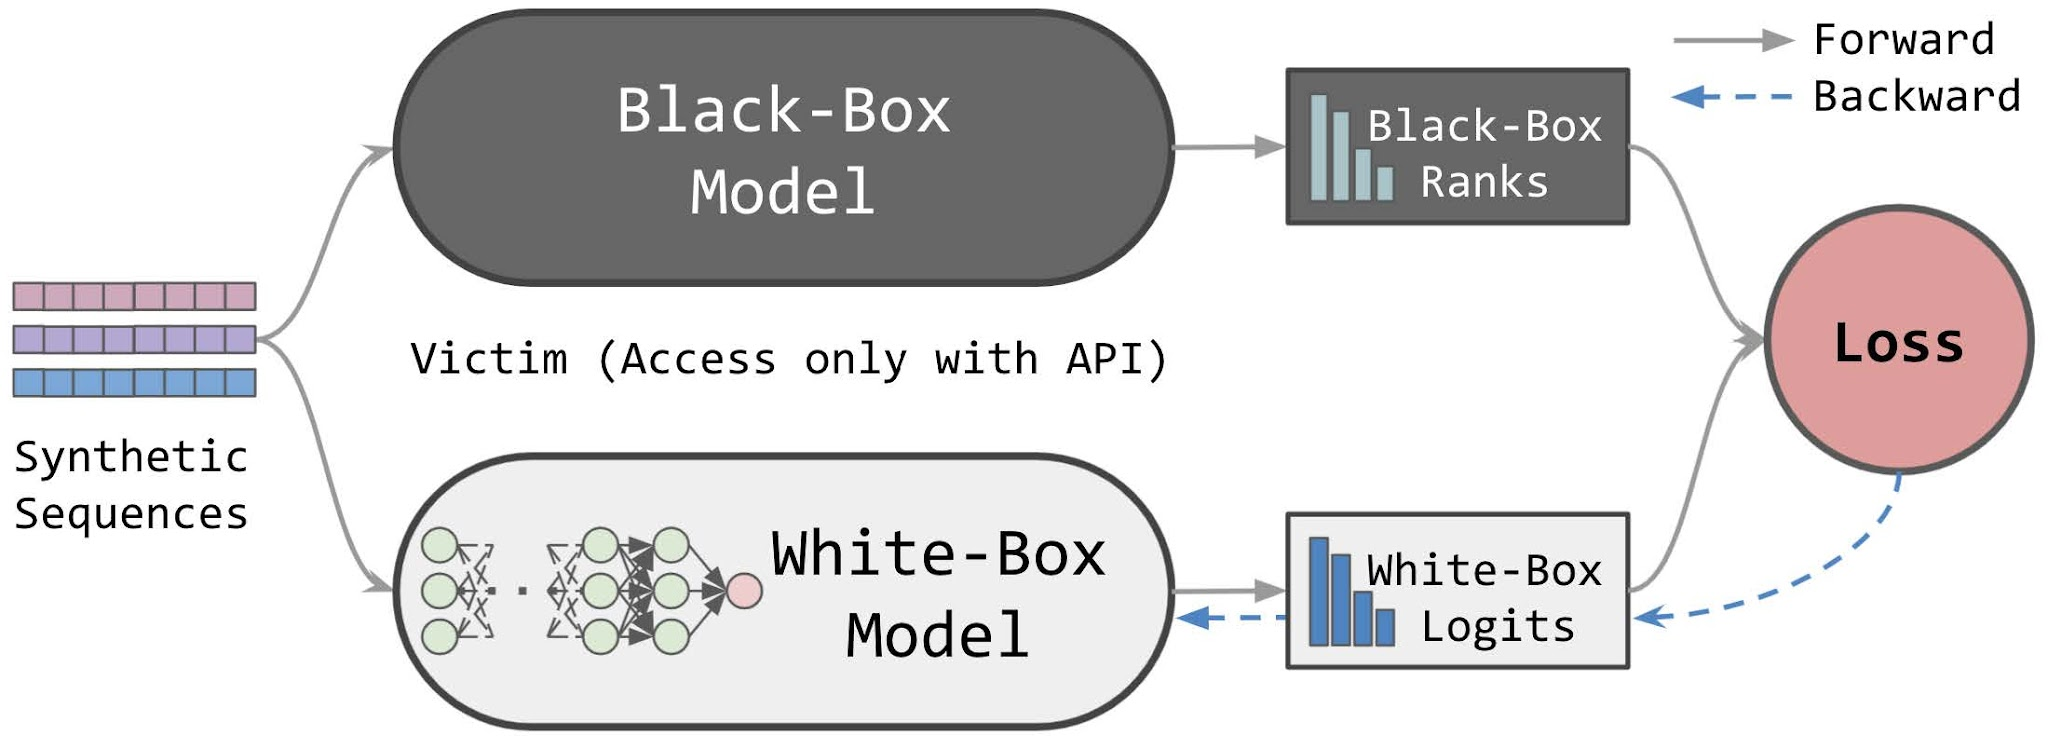 Black-Box
Model
Black-Box
Ranks
Forward
Backward
Synthetic
Sequences
Victim (Access only with API)
White-Box
Model
White-Box
Logits
Loss